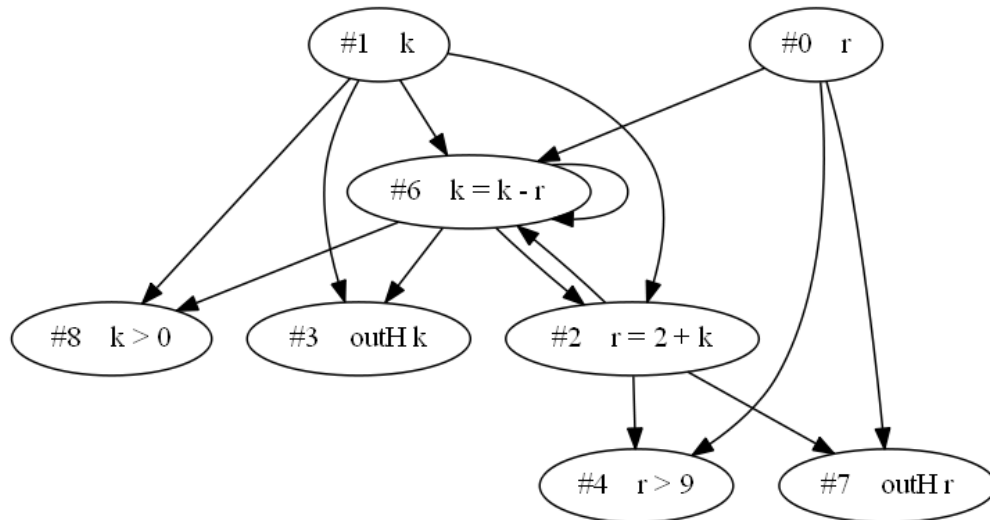 #1 k
#0 r
#6 k = k - r
#8 k > 0
#3 outH k
#2 r = 2 + k
#4 r > 9
#7 outH r